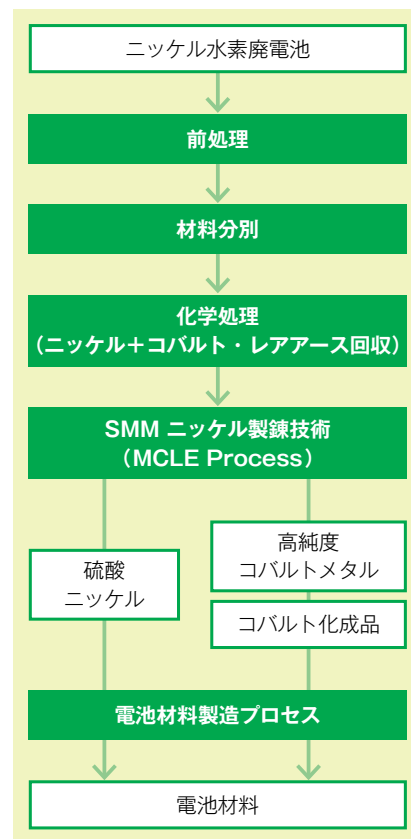 ニッケル水素廃電池
前処理
材料分別
化学処理
（ニッケル＋コバルト・レアアース回収）
SMM ニッケル製錬技術
（MCLE Process）
硫酸
ニッケル
高純度
コバルトメタル
コバルト化成品
電池材料製造プロセス
電池材料